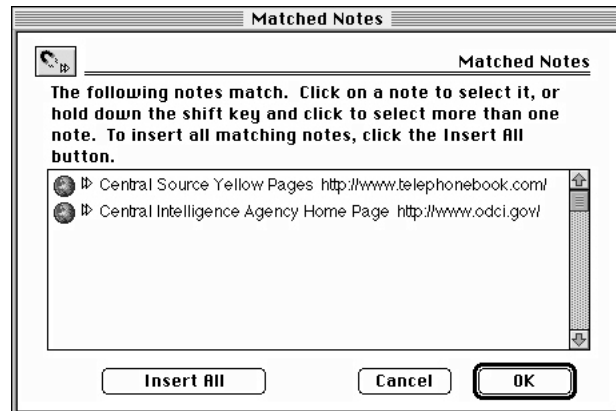 Matched Notes
Matched Notes
The following notes match. Click on a note to select it, or
hold down the shift key and click to select more than one
note. To insert all matching notes, click the Insert All
button.
Central Source Yellow Pages http://www.telephonebook.com/
Central Intelligence Agency Home Page http://www.odci.gov/
Insert All Cancel OK